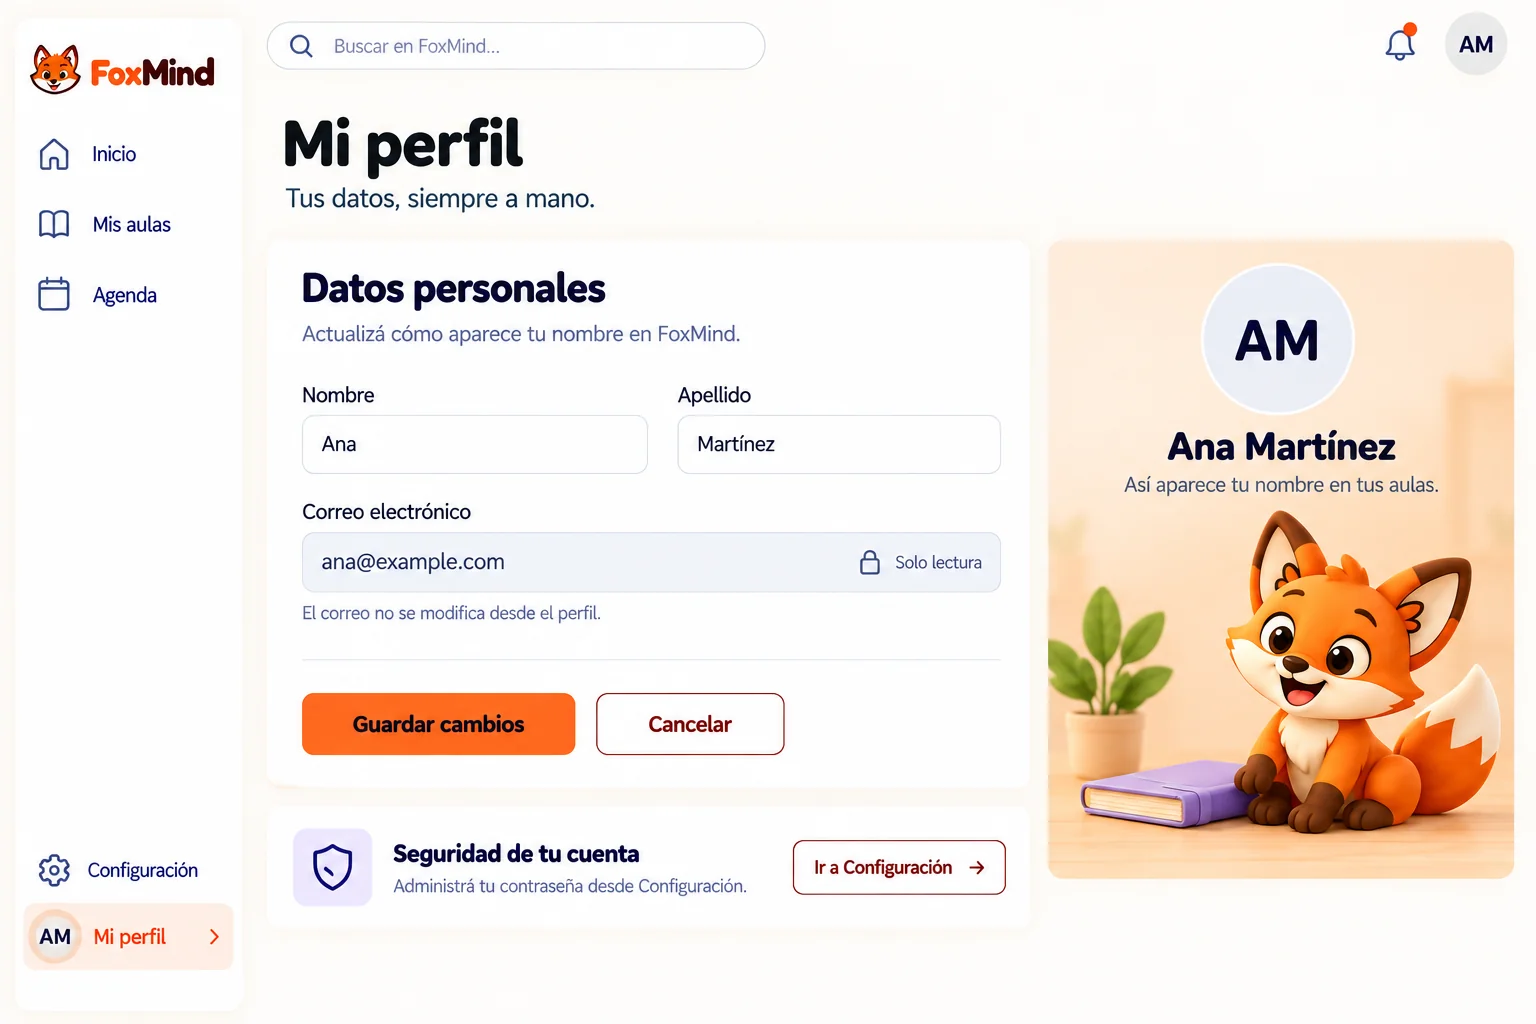 FoxMind
Inicio
Mis aulas
Agenda
Configuración
AM
Mi perfil
Buscar en FoxMind...
AM
Mi perfil
Tus datos, siempre a mano.
Datos personales
Actualizá cómo aparece tu nombre en FoxMind.
Nombre
Apellido
Ana
Martínez
Correo electrónico
ana@example.com
Solo lectura
El correo no se modifica desde el perfil.
Guardar cambios
Cancelar
Seguridad de tu cuenta
Administrá tu contraseña desde Configuración.
Ir a Configuración
AM
Ana Martínez
Así aparece tu nombre en tus aulas.